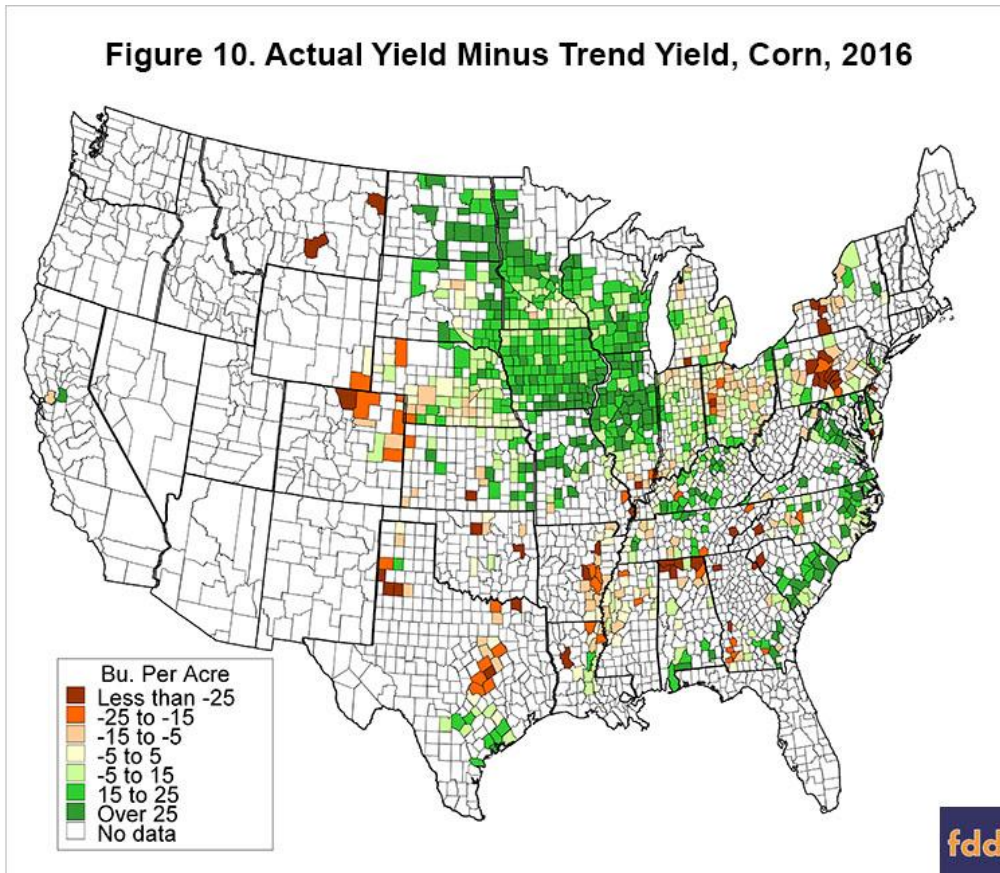 Figure 10. Actual Yield Minus Trend Yield, Corn, 2016
Bu. Per Acre
Less than -25
-25 to -15
-15 to -5
-5 to 5
-5 to 15
15 to 25
Over 25
No data
fdd